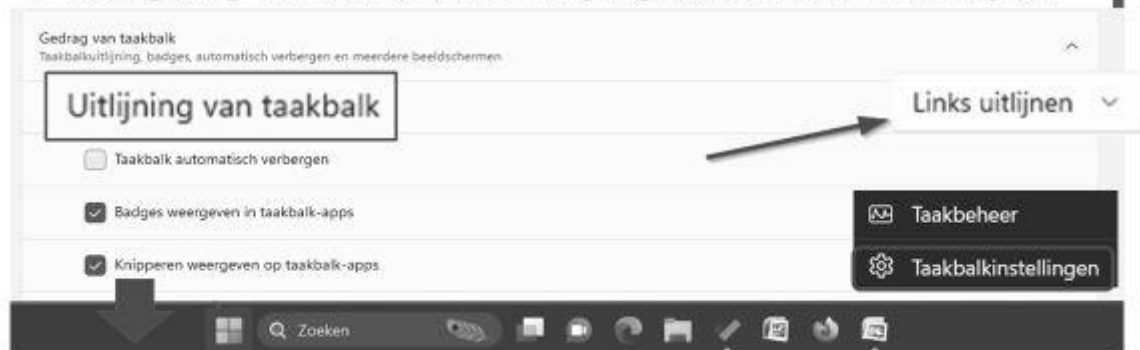 Gedrag van taakbalk
Taakbalkuitlijning, badges, automatisch verbergen en meerdere beeldschermen
Uitlijning van taakbalk
Links uitlijnen
Taakbalk automatisch verbergen
Badges weergeven in taakbalk-apps
Taakbeheer
Knipperen weergeven op taakbalk-apps
Taakbalkinstellingen
Zoeken